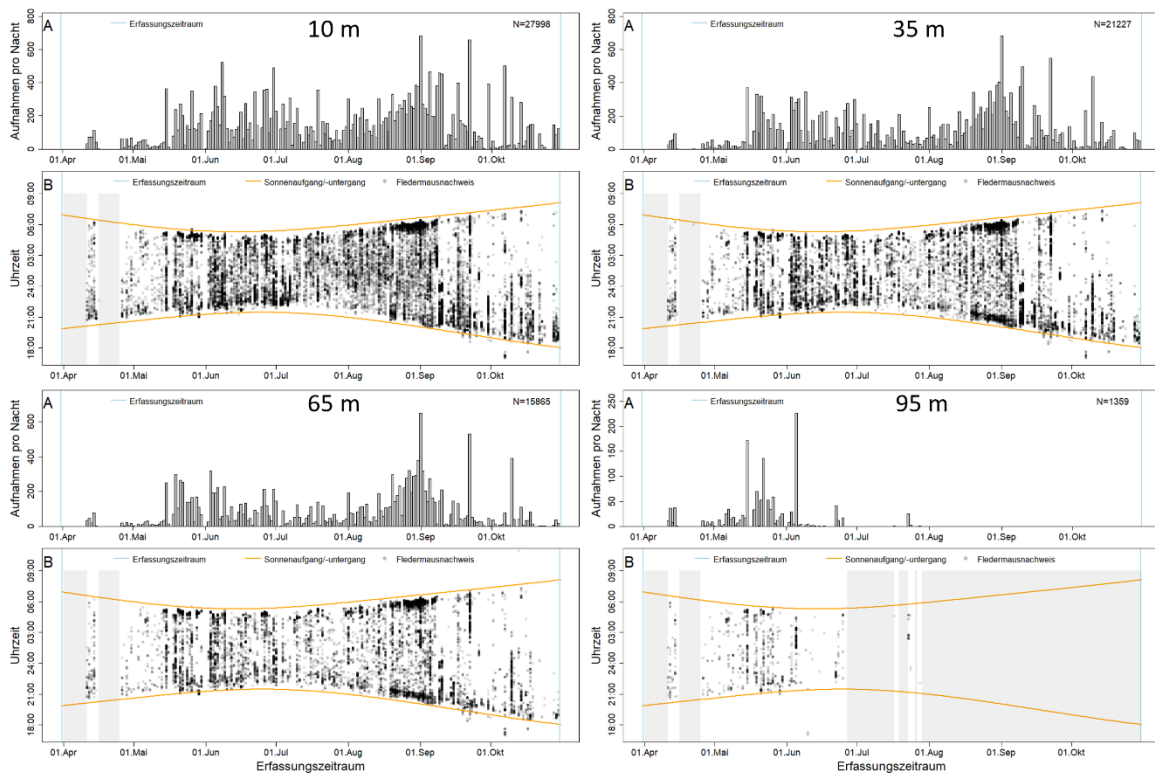 A Erfassungszeitraum 10 m N=27998
Aufnahmen pro Nacht
800
600
400
200
0
01.Apr 01.Mai 01.Jun 01.Jul 01.Aug 01.Sep 01.Okt
B Erfassungszeitraum Sonnenaufgang/-untergang Fledermausnachweis
Uhrzeit
09:00
06:00
03:00
24:00
21:00
18:00
01.Apr 01.Mai 01.Jun 01.Jul 01.Aug 01.Sep 01.Okt
A Erfassungszeitraum 35 m N=21227
Aufnahmen pro Nacht
800
600
400
200
0
01.Apr 01.Mai 01.Jun 01.Jul 01.Aug 01.Sep 01.Okt
B Erfassungszeitraum Sonnenaufgang/-untergang Fledermausnachweis
Uhrzeit
09:00
06:00
03:00
24:00
21:00
18:00
01.Apr 01.Mai 01.Jun 01.Jul 01.Aug 01.Sep 01.Okt
A Erfassungszeitraum 65 m N=15865
Aufnahmen pro Nacht
600
400
200
0
01.Apr 01.Mai 01.Jun 01.Jul 01.Aug 01.Sep 01.Okt
B Erfassungszeitraum Sonnenaufgang/-untergang Fledermausnachweis
Uhrzeit
09:00
06:00
03:00
24:00
21:00
18:00
01.Apr 01.Mai 01.Jun 01.Jul 01.Aug 01.Sep 01.Okt
Erfassungszeitraum
A Erfassungszeitraum 95 m N=1359
Aufnahmen pro Nacht
250
200
150
100
50
0
01.Apr 01.Mai 01.Jun 01.Jul 01.Aug 01.Sep 01.Okt
B Erfassungszeitraum Sonnenaufgang/-untergang Fledermausnachweis
Uhrzeit
09:00
06:00
03:00
24:00
21:00
18:00
01.Apr 01.Mai 01.Jun 01.Jul 01.Aug 01.Sep 01.Okt
Erfassungszeitraum